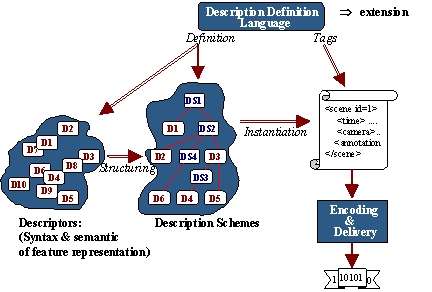 Description Definition
Language
⇒ extension
Definition
Tags
DS1
D1
DS2
D2
DS4
D3
DS3
D6
D4
D5
Structuring
Instantiation
<scene id=1>
<time> ....
<camera>..
<annotation
</scene>
D2
D7
D1
D3
D6
D8
D4
D10
D9
D5
Descriptors:
(Syntax & semantic
of feature representation)
Description Schemes
Encoding
&
Delivery
1 10101 0